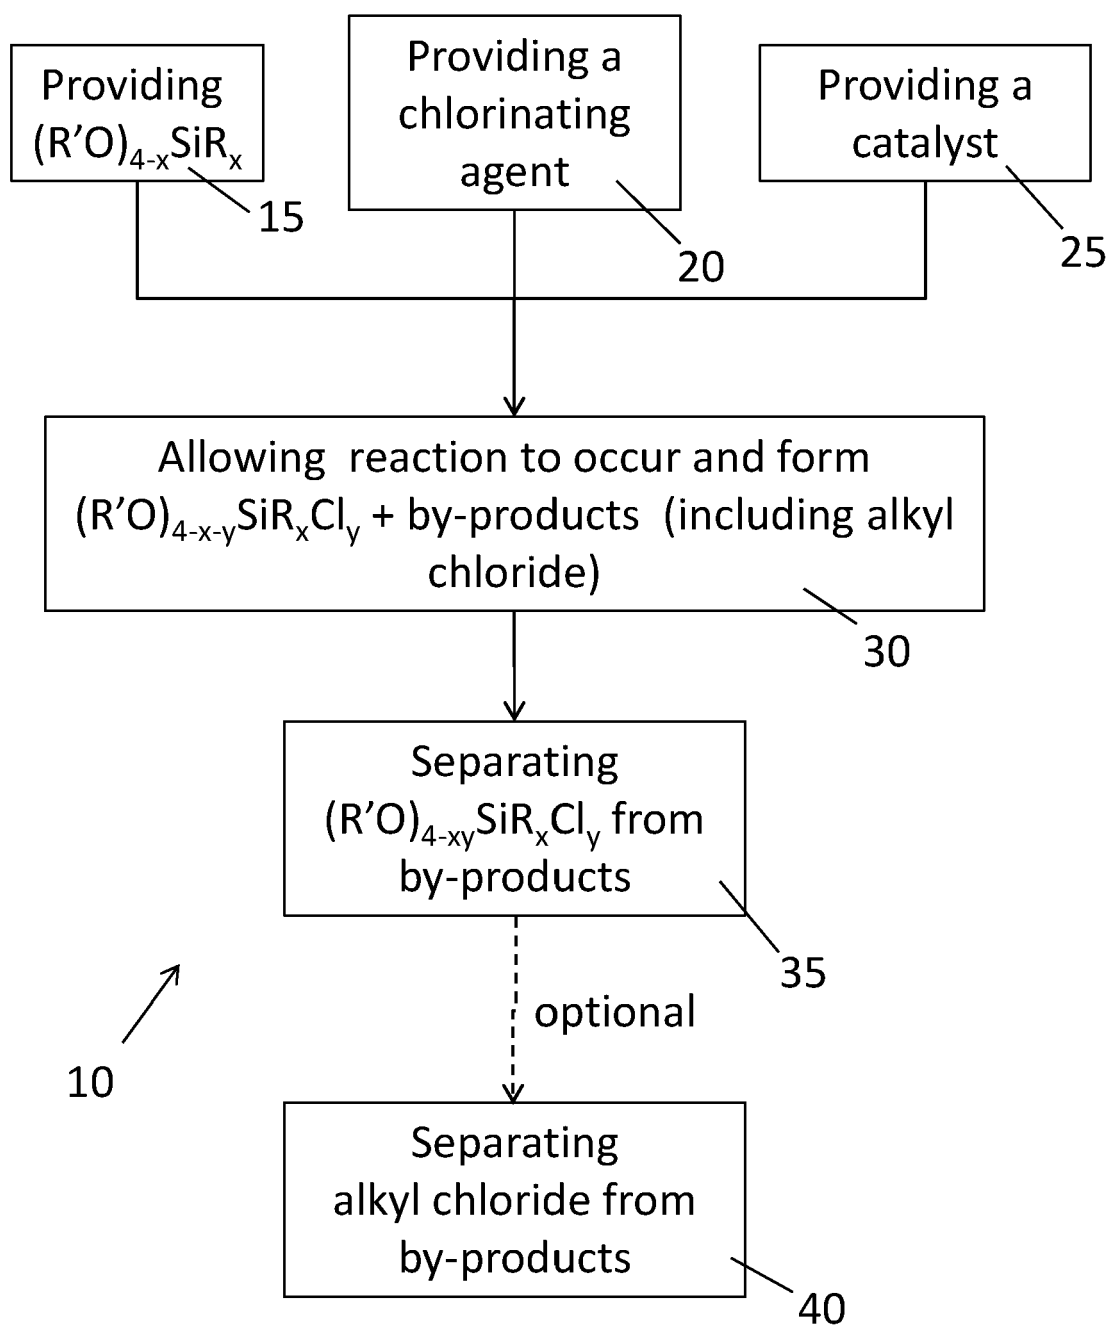 Providing
(R’O)4-xSiRx
15
Providing a
chlorinating
agent
20
Providing a
catalyst
25
Allowing reaction to occur and form
(R’O)4-x-ySiRxCly + by-products (including alkyl
chloride)
30
Separating
(R’O)4-xySiRxCly from
by-products
35
optional
10
Separating
alkyl chloride from
by-products
40